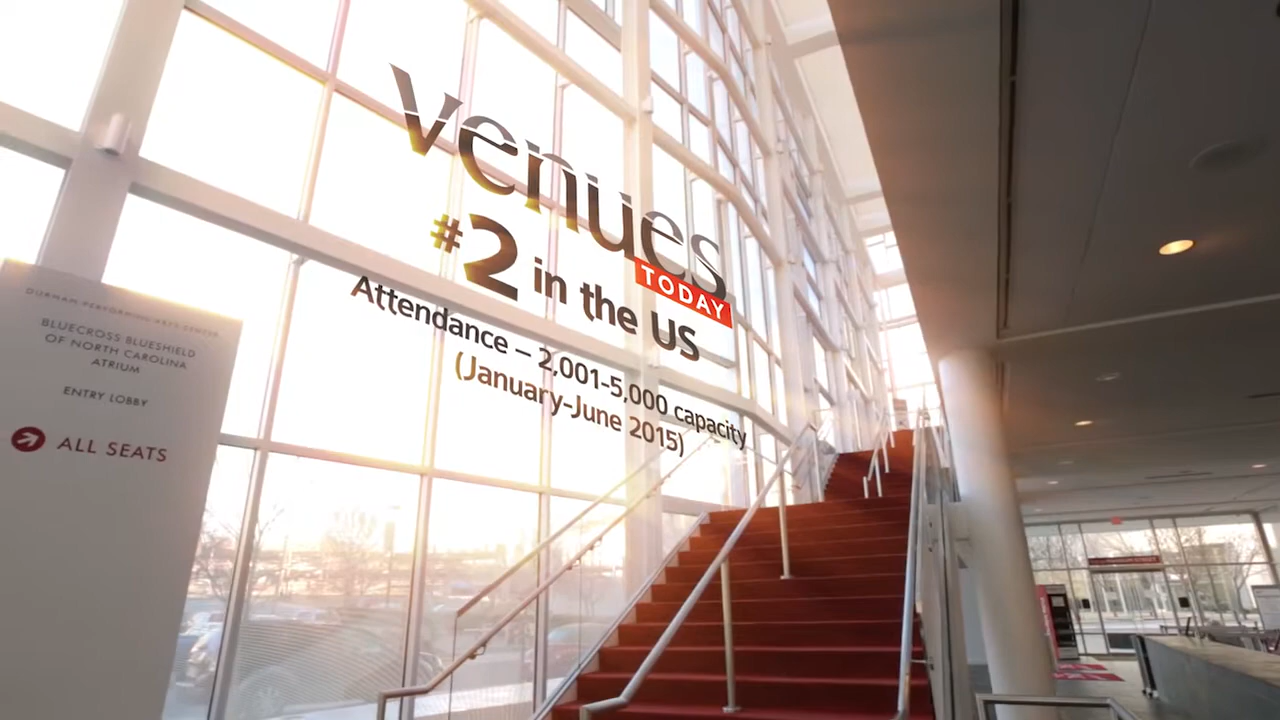 venues
TODAY
#2 in the US
Attendance – 2,001-5,000 capacity
(January-June 2015)
DURHAM PERFORMING ARTS CENTER
BLUECROSS BLUESHIELD
OF NORTH CAROLINA
ATRIUM
ENTRY LOBBY
ALL SEATS